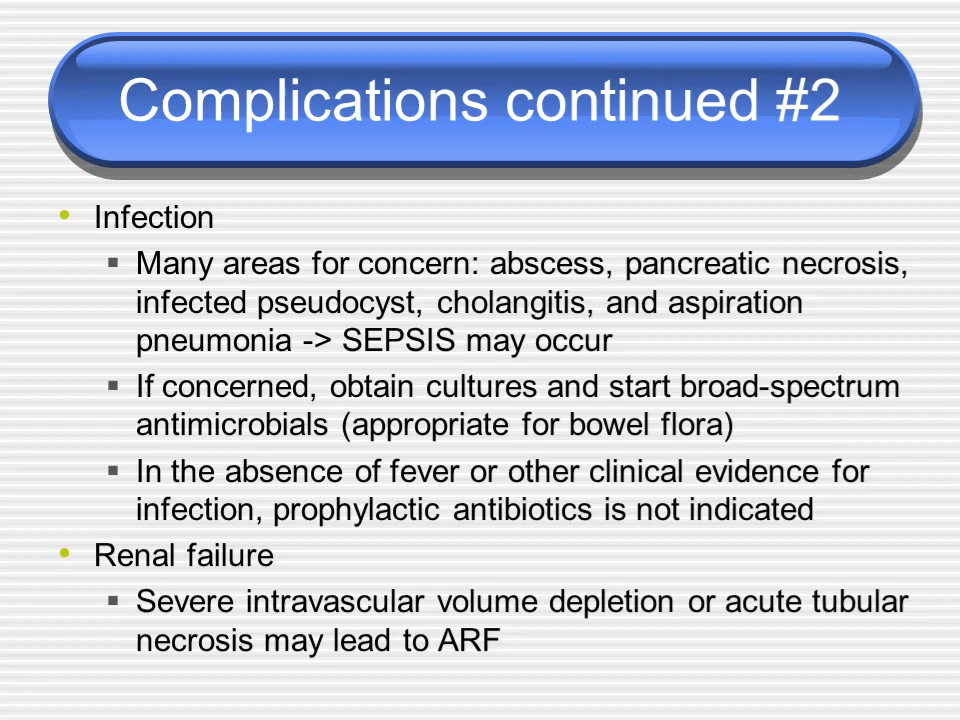 Complications continued #2
• Infection
▪ Many areas for concern: abscess, pancreatic necrosis,
infected pseudocyst, cholangitis, and aspiration
pneumonia -> SEPSIS may occur
▪ If concerned, obtain cultures and start broad-spectrum
antimicrobials (appropriate for bowel flora)
▪ In the absence of fever or other clinical evidence for
infection, prophylactic antibiotics is not indicated
• Renal failure
▪ Severe intravascular volume depletion or acute tubular
necrosis may lead to ARF